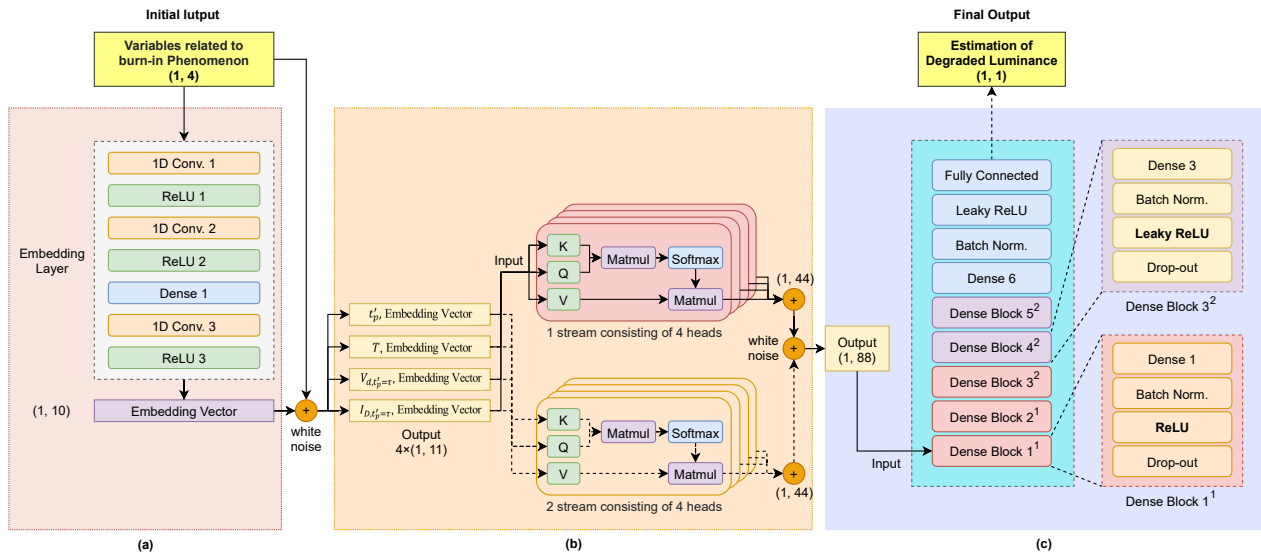 Initial Iutput
Variables related to
burn-in Phenomenon
(1, 4)
Embedding
Layer
1D Conv. 1
ReLU 1
1D Conv. 2
ReLU 2
Dense 1
1D Conv. 3
ReLU 3
(1, 10)
Embedding Vector
+
white
noise
(a)
t′ₚ, Embedding Vector
T, Embedding Vector
V_{d,t′ₚ=τ}, Embedding Vector
I_{D,t′ₚ=τ}, Embedding Vector
Output
4×(1, 11)
Input
K
Q
V
Matmul
Softmax
Matmul
1 stream consisting of 4 heads
K
Q
V
Matmul
Softmax
Matmul
2 stream consisting of 4 heads
(1, 44)
+
white
noise
+
+
(1, 44)
(b)
Output
(1, 88)
Input
Final Output
Estimation of
Degraded Luminance
(1, 1)
Fully Connected
Leaky ReLU
Batch Norm.
Dense 6
Dense Block 5²
Dense Block 4²
Dense Block 3²
Dense Block 2¹
Dense Block 1¹
Dense 3
Batch Norm.
Leaky ReLU
Drop-out
Dense Block 3²
Dense 1
Batch Norm.
ReLU
Drop-out
Dense Block 1¹
(c)